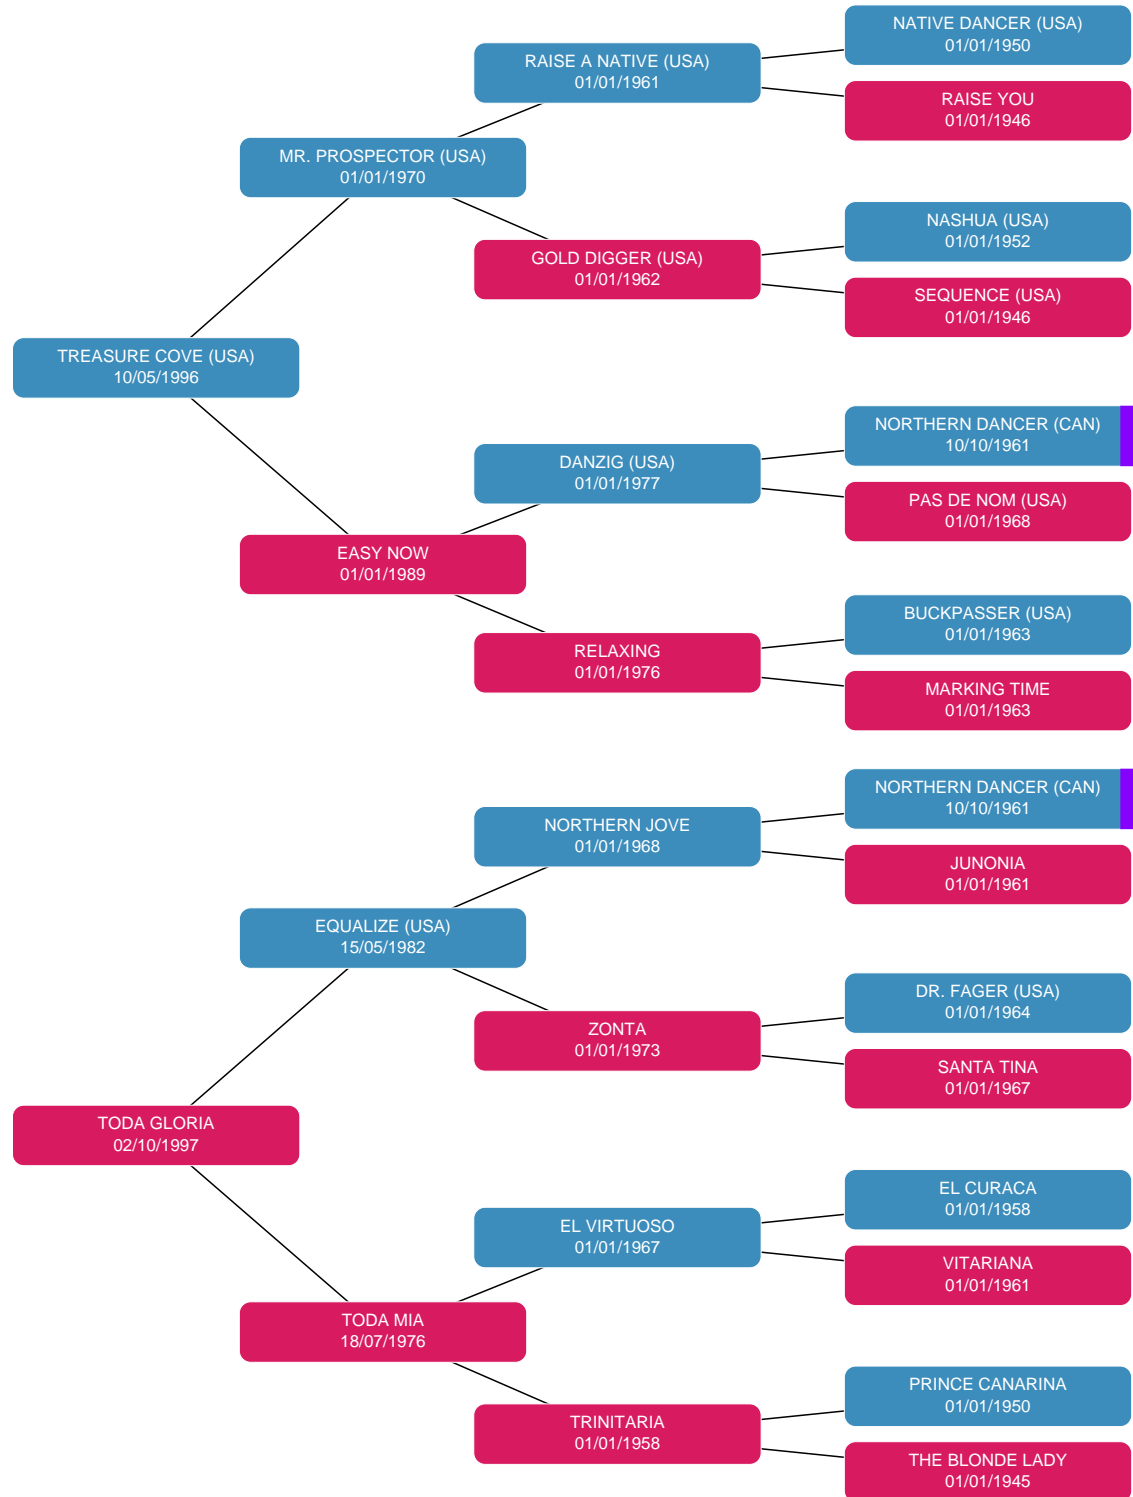 NATIVE DANCER (USA)
01/01/1950
RAISE A NATIVE (USA)
01/01/1961
RAISE YOU
01/01/1946
MR. PROSPECTOR (USA)
01/01/1970
NASHUA (USA)
01/01/1952
GOLD DIGGER (USA)
01/01/1962
SEQUENCE (USA)
01/01/1946
TREASURE COVE (USA)
10/05/1996
NORTHERN DANCER (CAN)
10/10/1961
DANZIG (USA)
01/01/1977
PAS DE NOM (USA)
01/01/1968
EASY NOW
01/01/1989
BUCKPASSER (USA)
01/01/1963
RELAXING
01/01/1976
MARKING TIME
01/01/1963
NORTHERN DANCER (CAN)
10/10/1961
NORTHERN JOVE
01/01/1968
JUNONIA
01/01/1961
EQUALIZE (USA)
15/05/1982
DR. FAGER (USA)
01/01/1964
ZONTA
01/01/1973
SANTA TINA
01/01/1967
TODA GLORIA
02/10/1997
EL CURACA
01/01/1958
EL VIRTUOSO
01/01/1967
VITARIANA
01/01/1961
TODA MIA
18/07/1976
PRINCE CANARINA
01/01/1950
TRINITARIA
01/01/1958
THE BLONDE LADY
01/01/1945